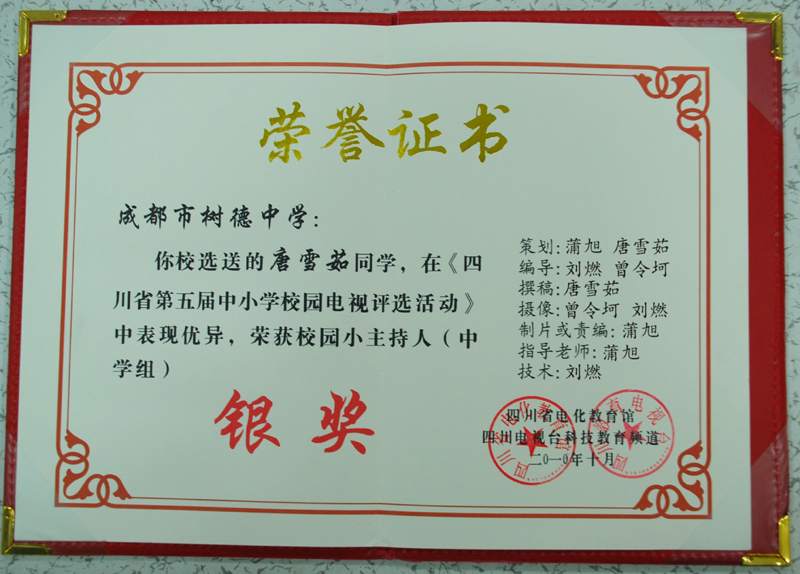 荣誉证书
成都市树德中学：
你校选送的唐雪茹同学，在《四
川省第五届中小学校园电视评选活动》
中表现优异，荣获校园小主持人（中
学组）
银奖
策划：蒲旭 唐雪茹
编导：刘燃 曾令坷
撰稿：唐雪茹
摄像：曾令坷 刘燃
制片或责编：蒲旭
指导老师：蒲旭
技术：刘燃
四川省电化教育馆
四川电视台科技教育频道
二〇一〇年十月